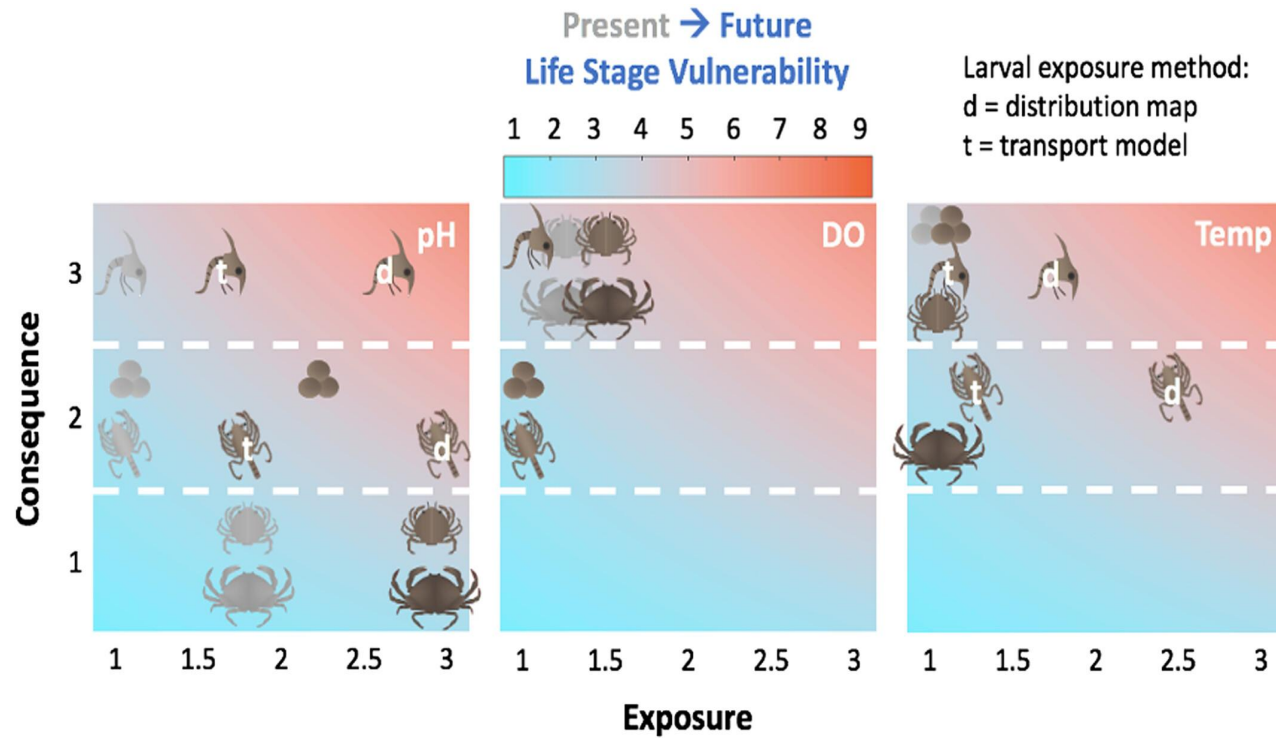 Present → Future
Life Stage Vulnerability
Larval exposure method:
d = distribution map
t = transport model
1 2 3 4 5 6 7 8 9
pH
DO
Temp
t
d
t
d
3
t
d
2
t
d
1
Consequence
1 1.5 2 2.5 3
1 1.5 2 2.5 3
1 1.5 2 2.5 3
Exposure